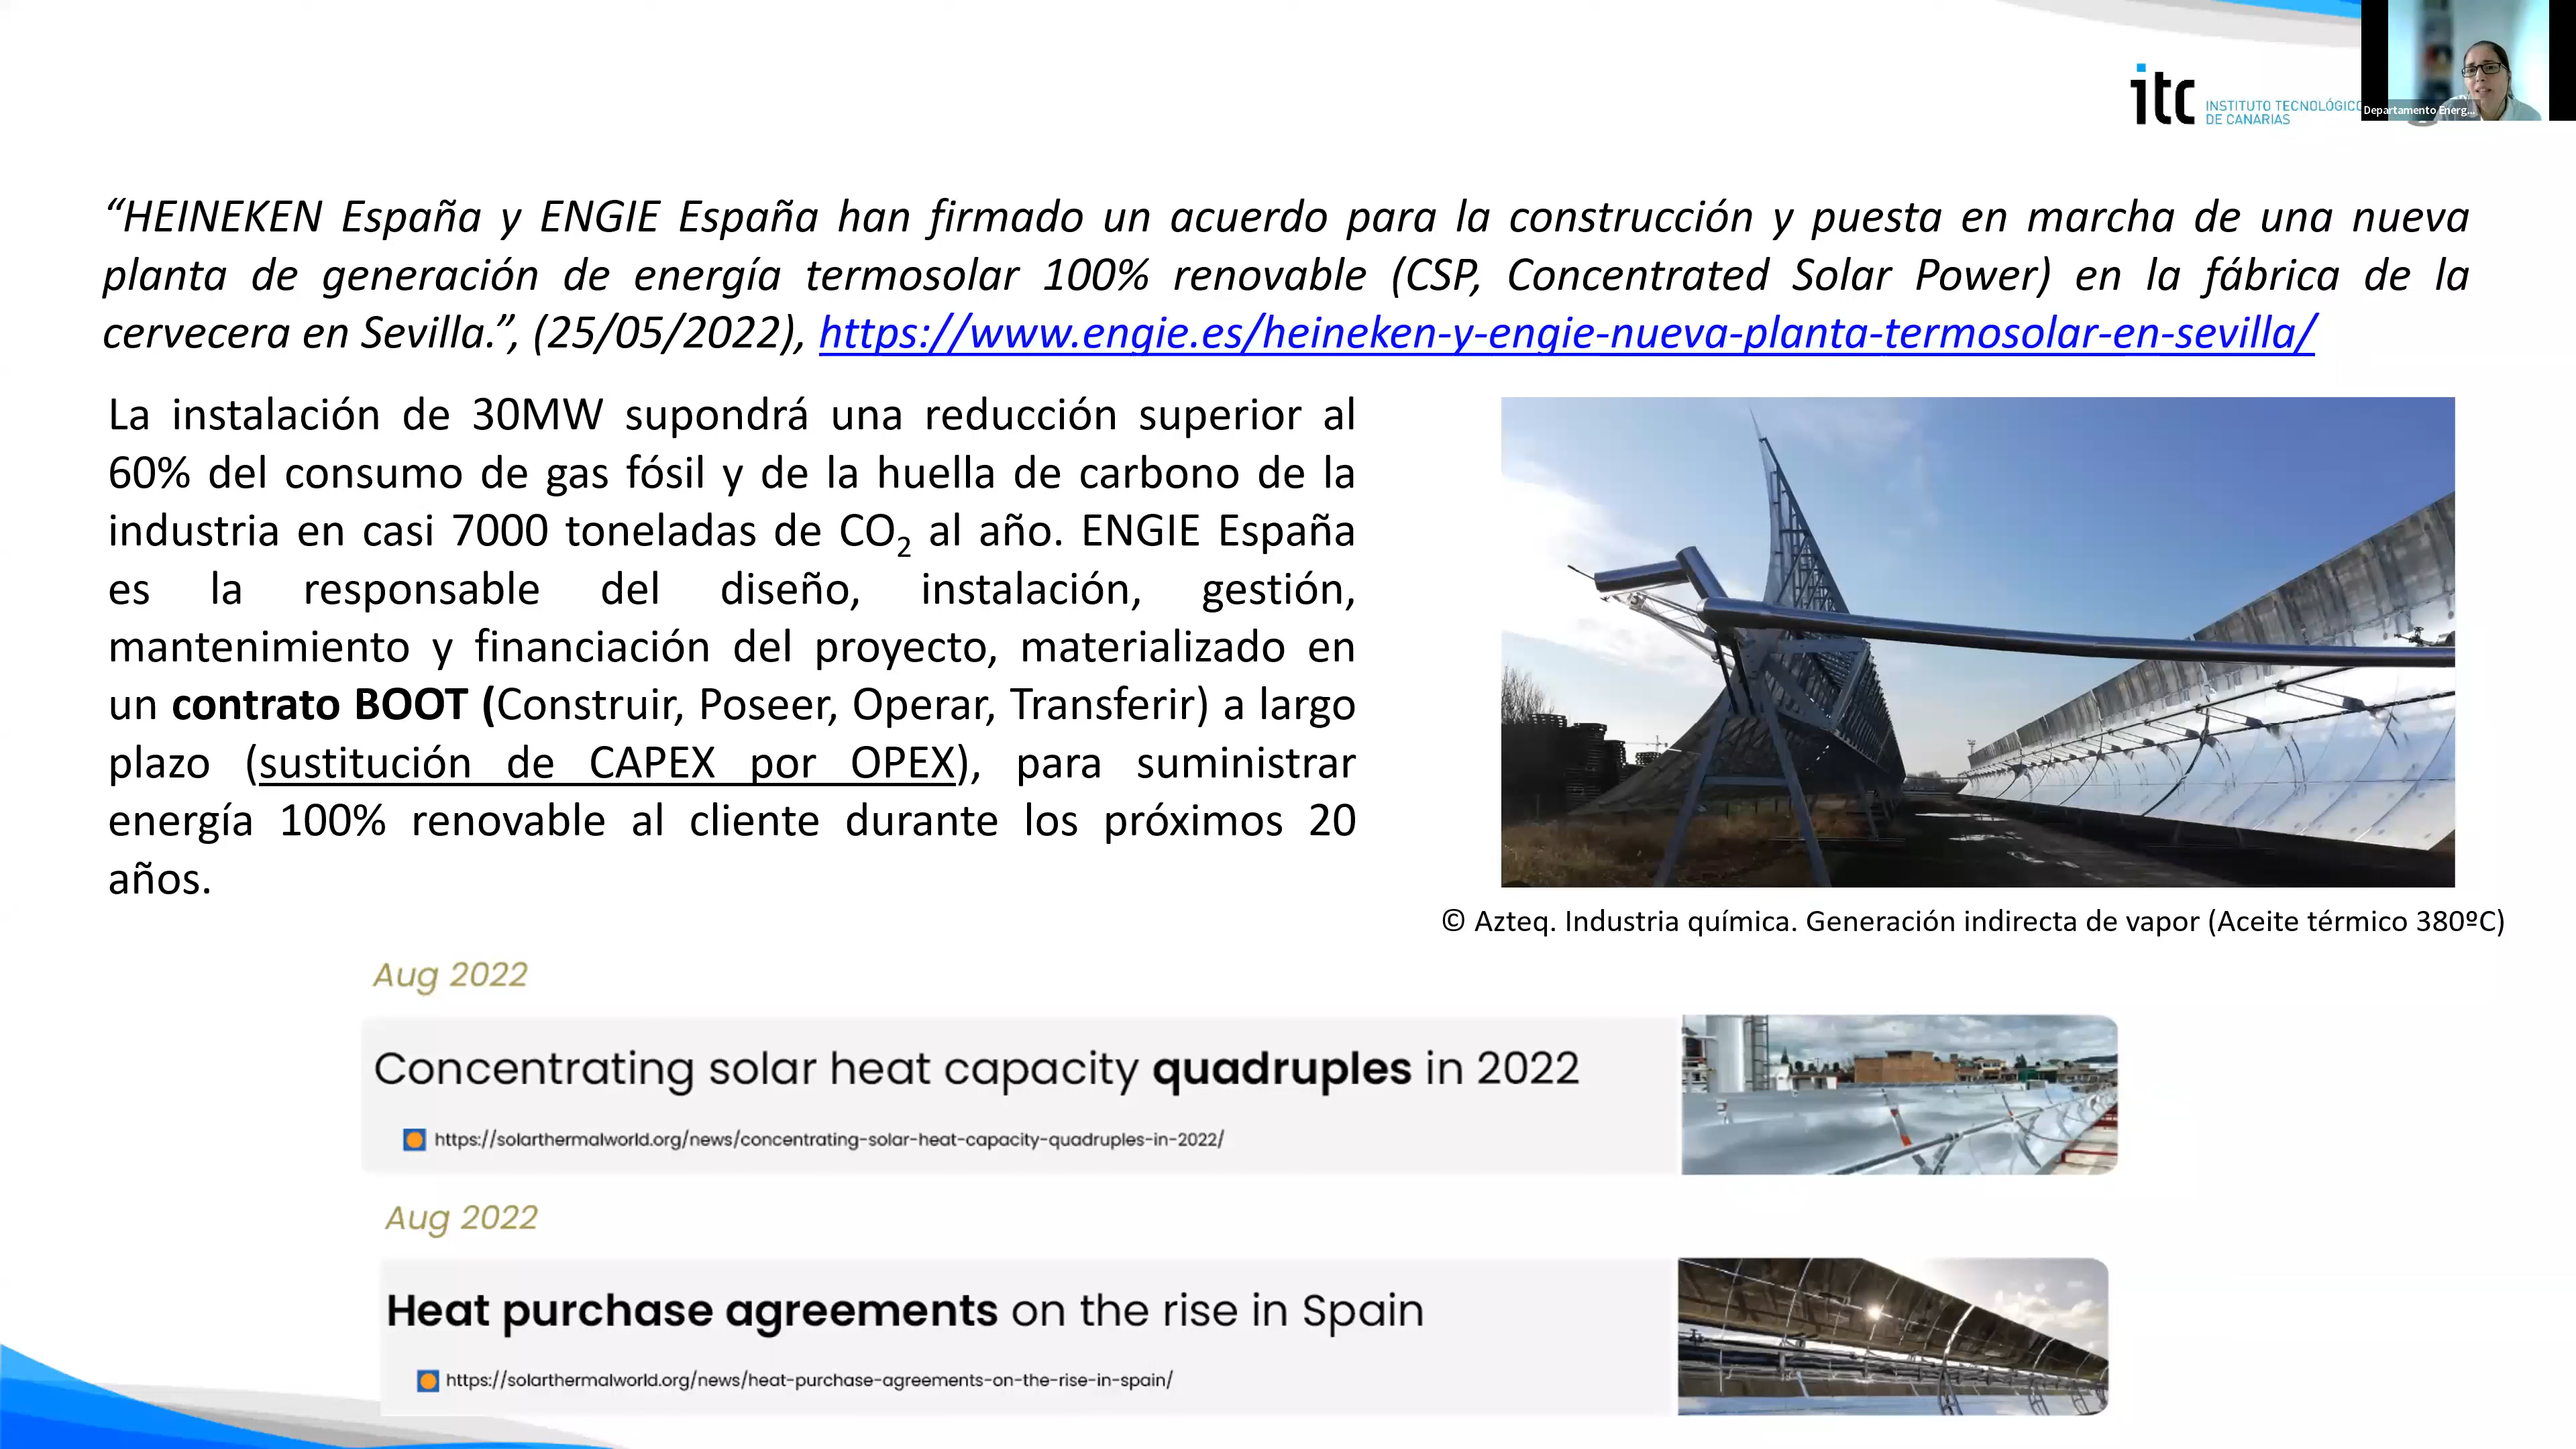 itc INSTITUTO TECNOLÓGICO
DE CANARIAS
Departamento Energ...
“HEINEKEN España y ENGIE España han firmado un acuerdo para la construcción y puesta en marcha de una nueva
planta de generación de energía termosolar 100% renovable (CSP, Concentrated Solar Power) en la fábrica de la
cervecera en Sevilla.”, (25/05/2022), https://www.engie.es/heineken-y-engie-nueva-planta-termosolar-en-sevilla/
La instalación de 30MW supondrá una reducción superior al
60% del consumo de gas fósil y de la huella de carbono de la
industria en casi 7000 toneladas de CO₂ al año. ENGIE España
es la responsable del diseño, instalación, gestión,
mantenimiento y financiación del proyecto, materializado en
un contrato BOOT (Construir, Poseer, Operar, Transferir) a largo
plazo (sustitución de CAPEX por OPEX), para suministrar
energía 100% renovable al cliente durante los próximos 20
años.
© Azteq. Industria química. Generación indirecta de vapor (Aceite térmico 380ºC)
Aug 2022
Concentrating solar heat capacity quadruples in 2022
https://solarthermalworld.org/news/concentrating-solar-heat-capacity-quadruples-in-2022/
Aug 2022
Heat purchase agreements on the rise in Spain
https://solarthermalworld.org/news/heat-purchase-agreements-on-the-rise-in-spain/